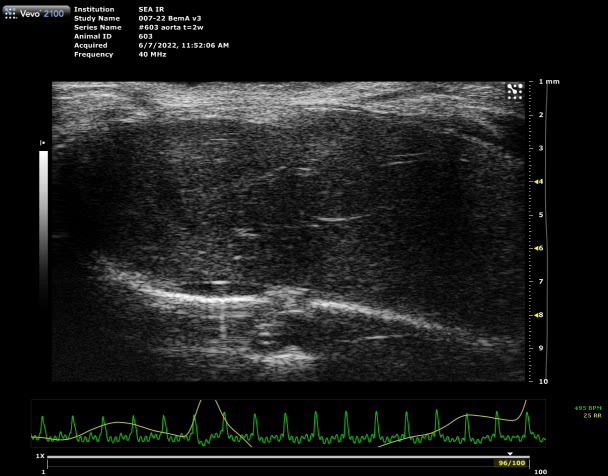 Vevo 2100
Institution SEA IR
Study Name 007-22 BemA v3
Series Name #603 aorta t=2w
Animal ID 603
Acquired 6/7/2022, 11:52:06 AM
Frequency 40 MHz
1 mm
2
3
4
5
6
7
8
9
10
495 BPM
25 RR
1X
96/100
1
100